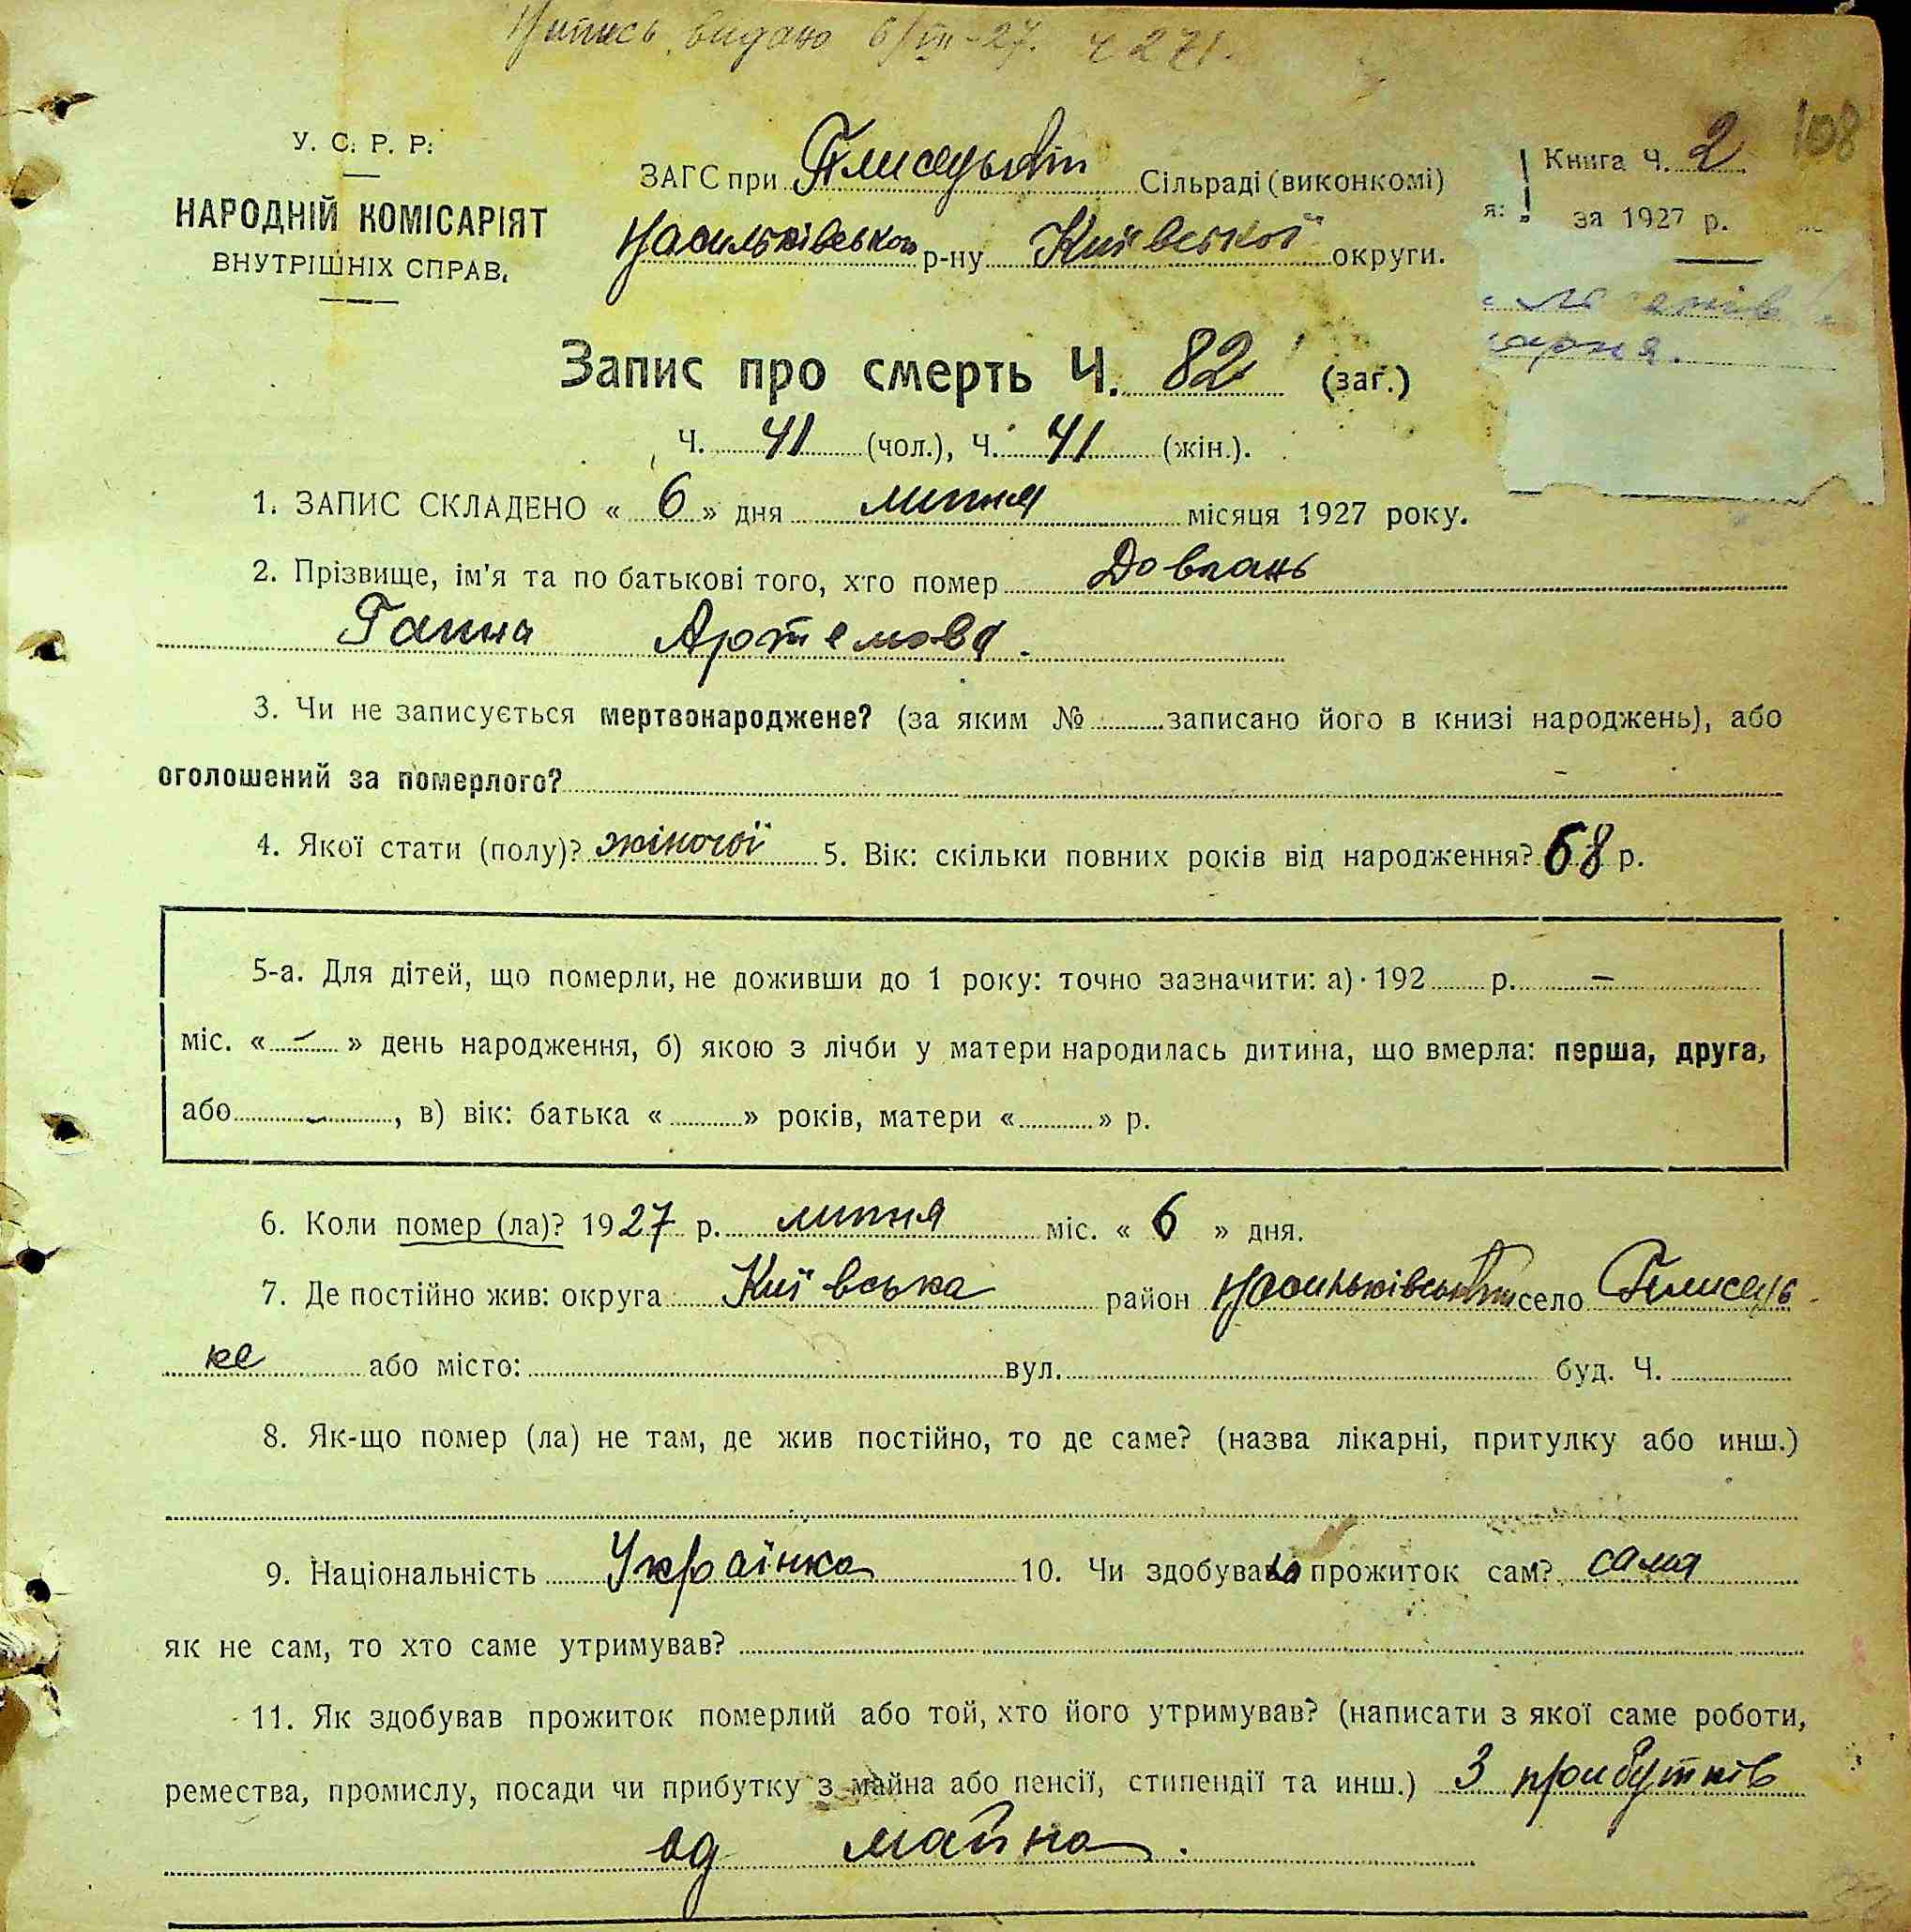 видано 6/VII-27. ч 271.
108
У. С. Р. Р.
НАРОДНІЙ КОМІСАРІЯТ
ВНУТРІШНІХ СПРАВ.
ЗАГС при Плисецькій Сільраді (виконкомі)
р-ну Київської округи.
Книга Ч. 2
я: за 1927 р.
Запис про смерть Ч. 82 (заг.)
Ч. 41 (чол.), Ч. 41 (жін.).
1. ЗАПИС СКЛАДЕНО « 6 » дня липня місяця 1927 року.
2. Прізвище, ім'я та по батькові того, хто помер Довгань
Ганна Артемова.
3. Чи не записується мертвонароджене? (за яким № записано його в книзі народжень), або
оголошений за померлого? -
4. Якої стати (полу)? жіночої 5. Вік: скільки повних років від народження? 68 р.
5-а. Для дітей, що померли, не доживши до 1 року: точно зазначити: а) 192 р. –
міс. « – » день народження, б) якою з лічби у матери народилась дитина, що вмерла: перша, друга,
або –, в) вік: батька « » років, матери « » р.
6. Коли помер (ла)? 1927 р. липня міс. « 6 » дня.
7. Де постійно жив: округа Київська район село Плисець
ке або місто: вул. буд. Ч.
8. Як-що помер (ла) не там, де жив постійно, то де саме? (назва лікарні, притулку або инш.)
9. Національність Українка 10. Чи здобувала прожиток сам? сама
як не сам, то хто саме утримував?
11. Як здобував прожиток померлий або той, хто його утримував? (написати з якої саме роботи,
ремества, промислу, посади чи прибутку з майна або пенсії, стипендії та инш.) З прибутків
од майна.